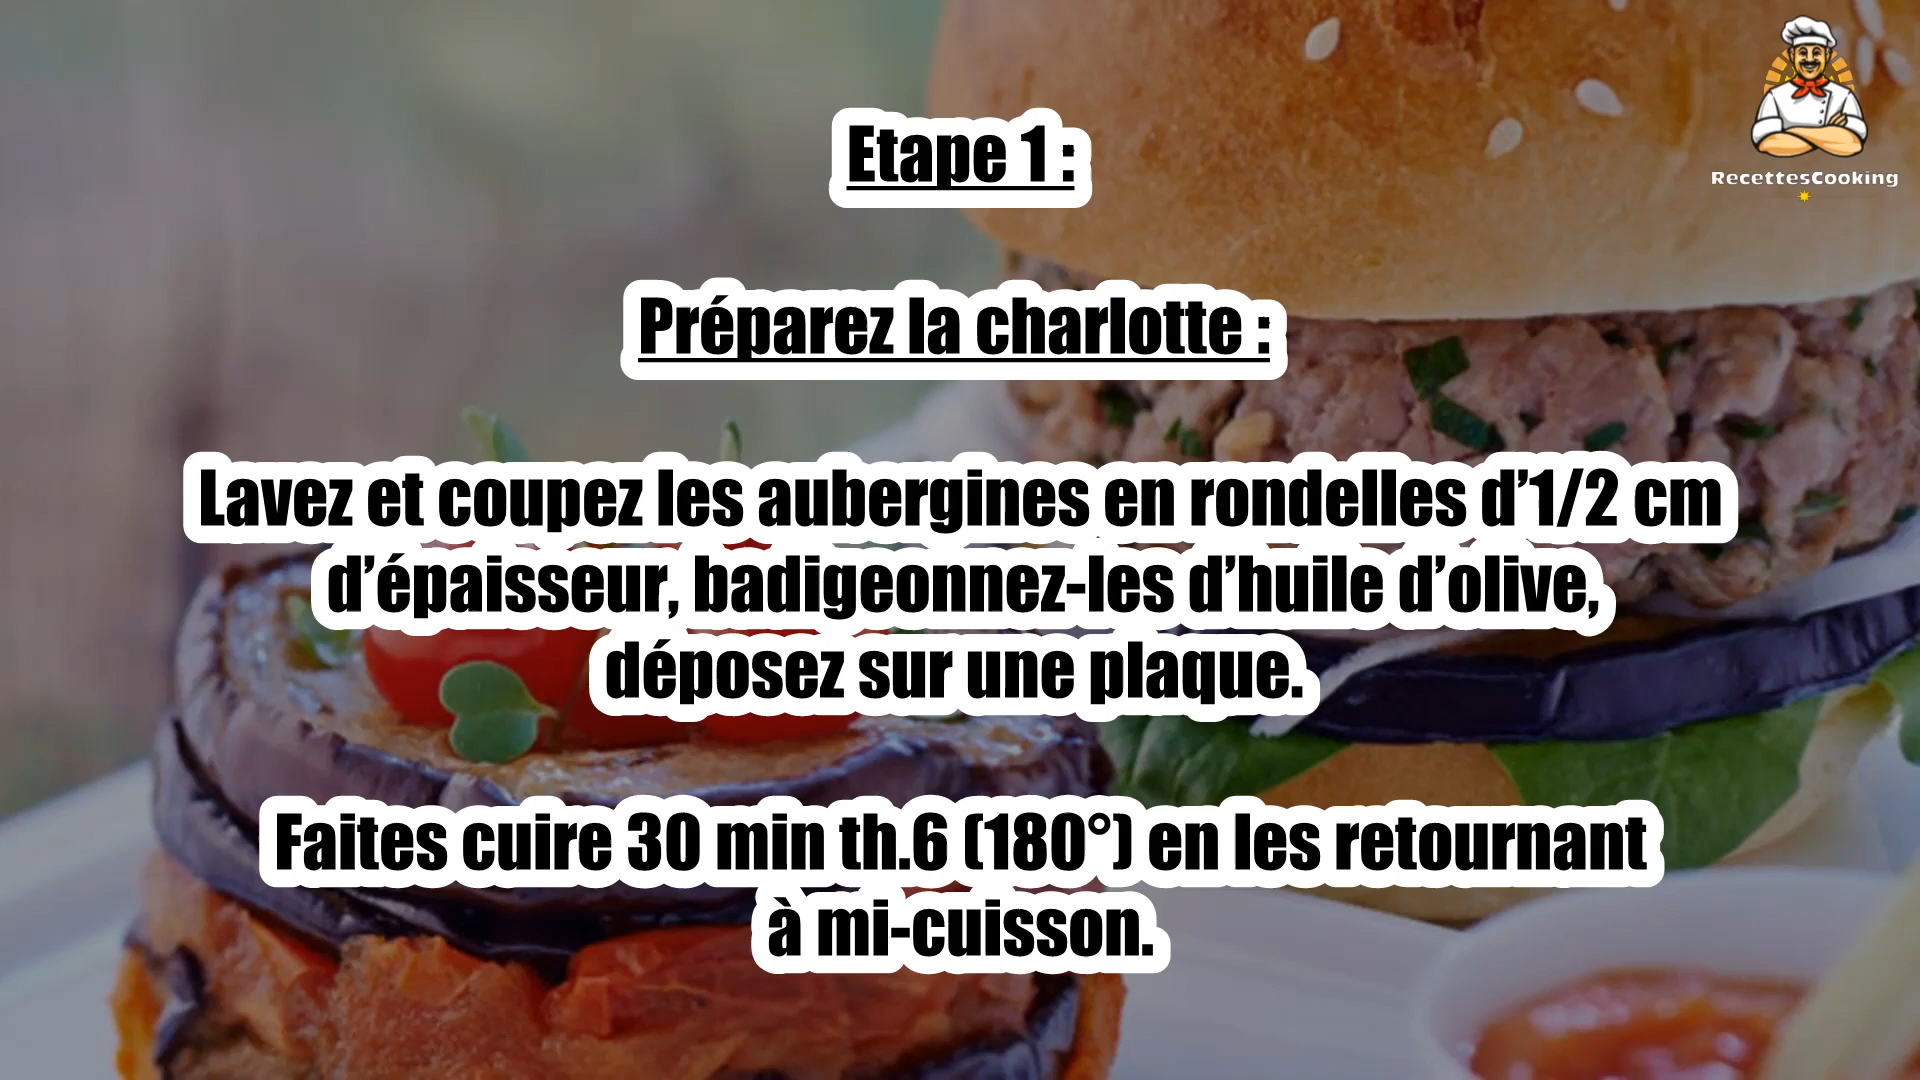 Etape 1 :
RecettesCooking
Préparez la charlotte :
Lavez et coupez les aubergines en rondelles d’1/2 cm
d’épaisseur, badigeonnez-les d’huile d’olive,
déposez sur une plaque.
Faites cuire 30 min th.6 (180°) en les retournant
à mi-cuisson.